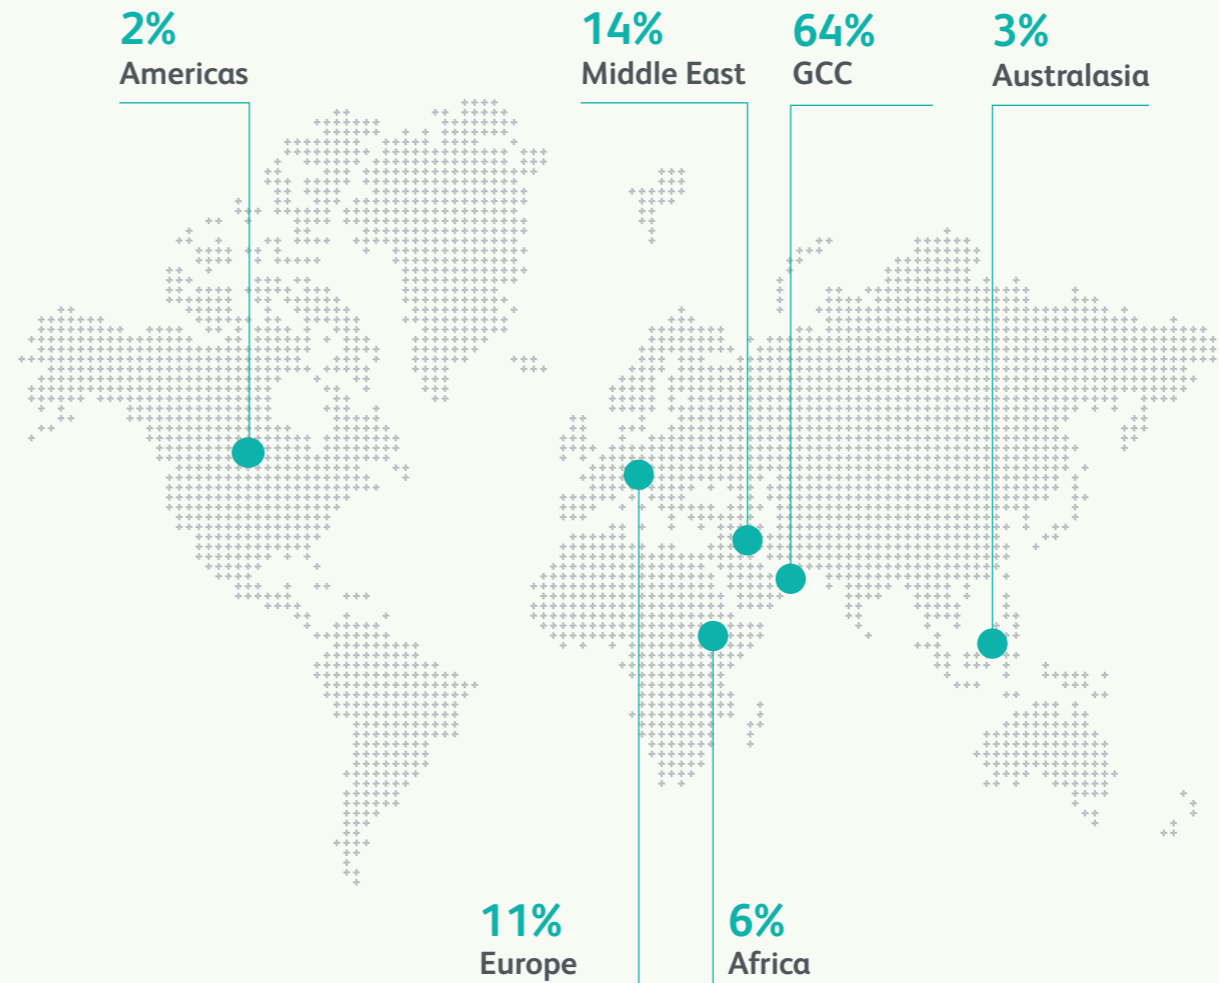 2%
Americas
14%
Middle East
64%
GCC
3%
Australasia
11%
Europe
6%
Africa